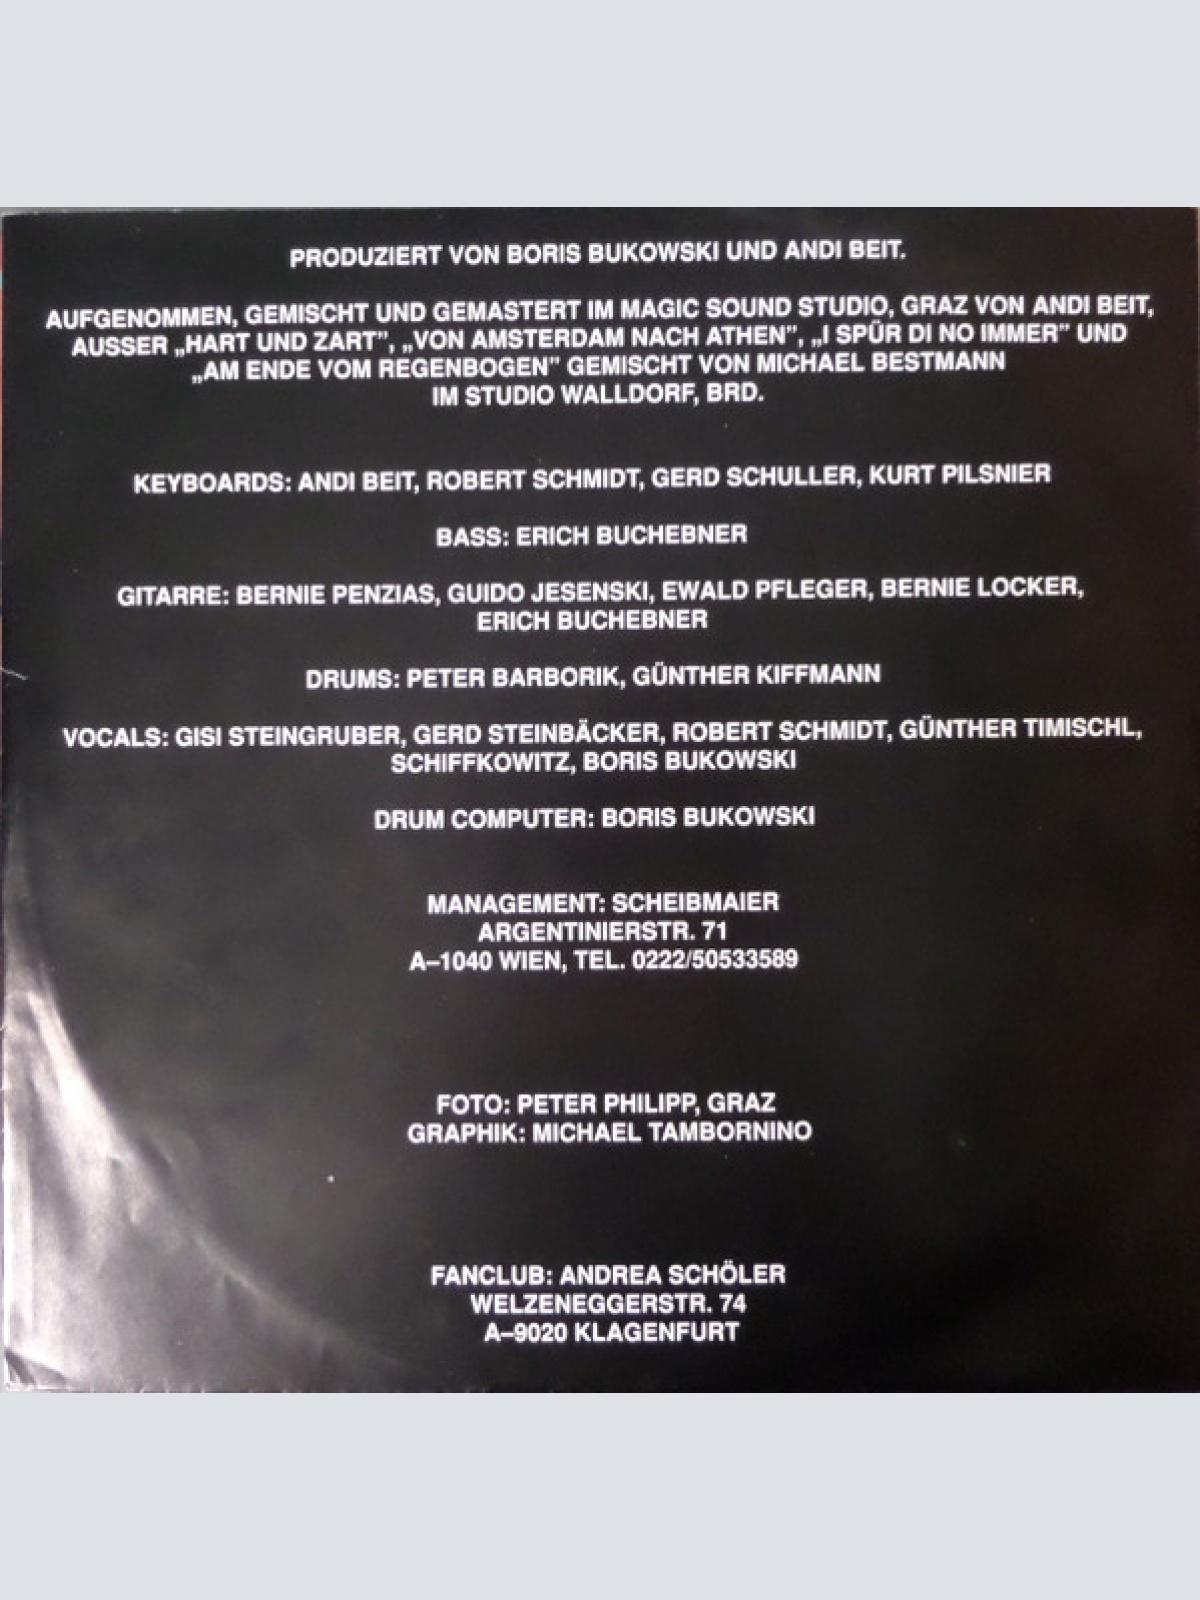 PRODUZIERT VON BORIS BUKOWSKI UND ANDI BEIT.
AUFGENOMMEN, GEMISCHT UND GEMASTERT IM MAGIC SOUND STUDIO, GRAZ VON ANDI BEIT,
AUSSER „HART UND ZART”, „VON AMSTERDAM NACH ATHEN”, „I SPÜR DI NO IMMER” UND
„AM ENDE VOM REGENBOGEN” GEMISCHT VON MICHAEL BESTMANN
IM STUDIO WALLDORF, BRD.
KEYBOARDS: ANDI BEIT, ROBERT SCHMIDT, GERD SCHULLER, KURT PILSNIER
BASS: ERICH BUCHEBNER
GITARRE: BERNIE PENZIAS, GUIDO JESENSKI, EWALD PFLEGER, BERNIE LOCKER,
ERICH BUCHEBNER
DRUMS: PETER BARBORIK, GÜNTHER KIFFMANN
VOCALS: GISI STEINGRUBER, GERD STEINBÄCKER, ROBERT SCHMIDT, GÜNTHER TIMISCHL,
SCHIFFKOWITZ, BORIS BUKOWSKI
DRUM COMPUTER: BORIS BUKOWSKI
MANAGEMENT: SCHEIBMAIER
ARGENTINIERSTR. 71
A–1040 WIEN, TEL. 0222/50533589
FOTO: PETER PHILIPP, GRAZ
GRAPHIK: MICHAEL TAMBORNINO
FANCLUB: ANDREA SCHÖLER
WELZENEGGERSTR. 74
A–9020 KLAGENFURT